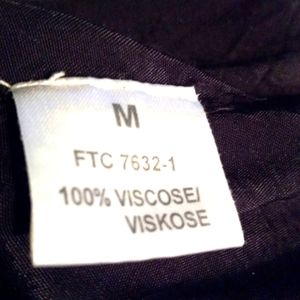 M
FTC 7632-1
100% VISCOSE/
VISKOSE